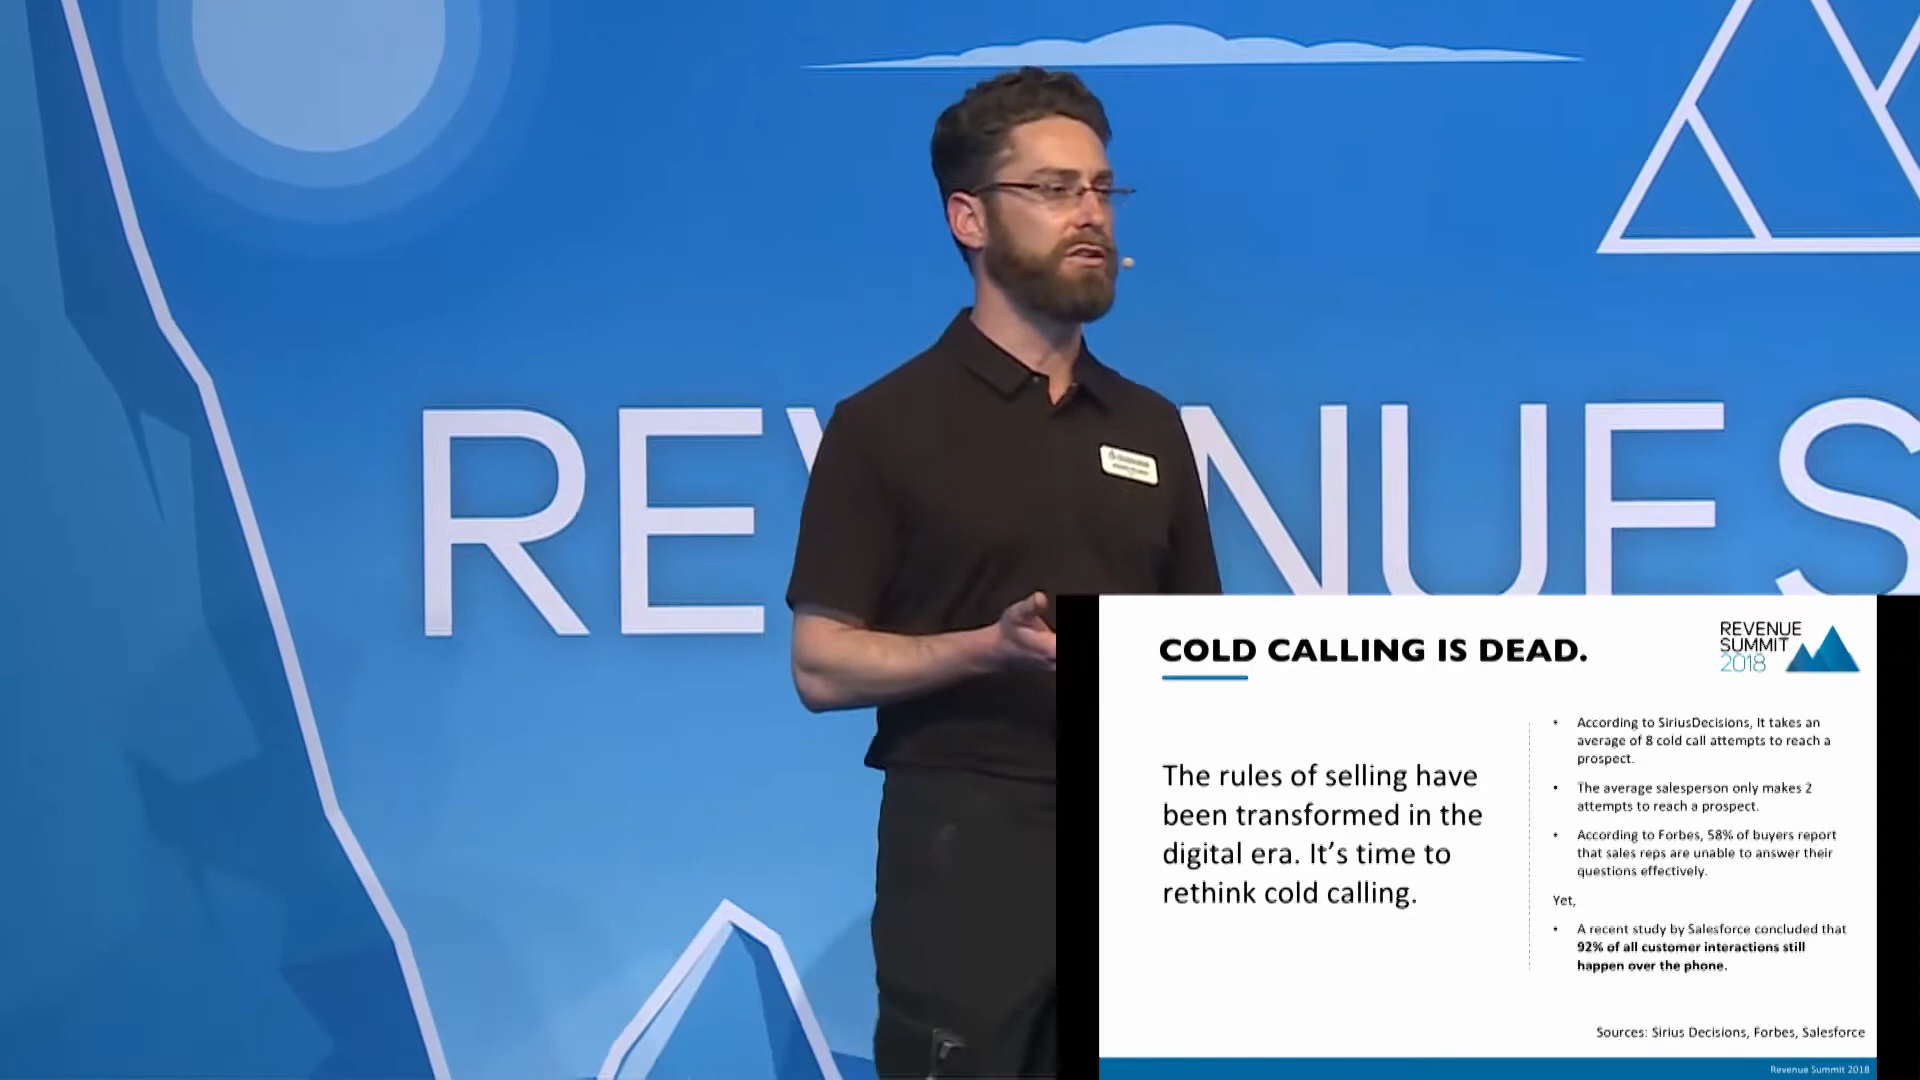 REVENUE S
COLD CALLING IS DEAD.
REVENUE
SUMMIT
2018
The rules of selling have
been transformed in the
digital era. It’s time to
rethink cold calling.
• According to SiriusDecisions, It takes an
average of 8 cold call attempts to reach a
prospect.
• The average salesperson only makes 2
attempts to reach a prospect.
• According to Forbes, 58% of buyers report
that sales reps are unable to answer their
questions effectively.
Yet,
• A recent study by Salesforce concluded that
92% of all customer interactions still
happen over the phone.
Sources: Sirius Decisions, Forbes, Salesforce
Revenue Summit 2018